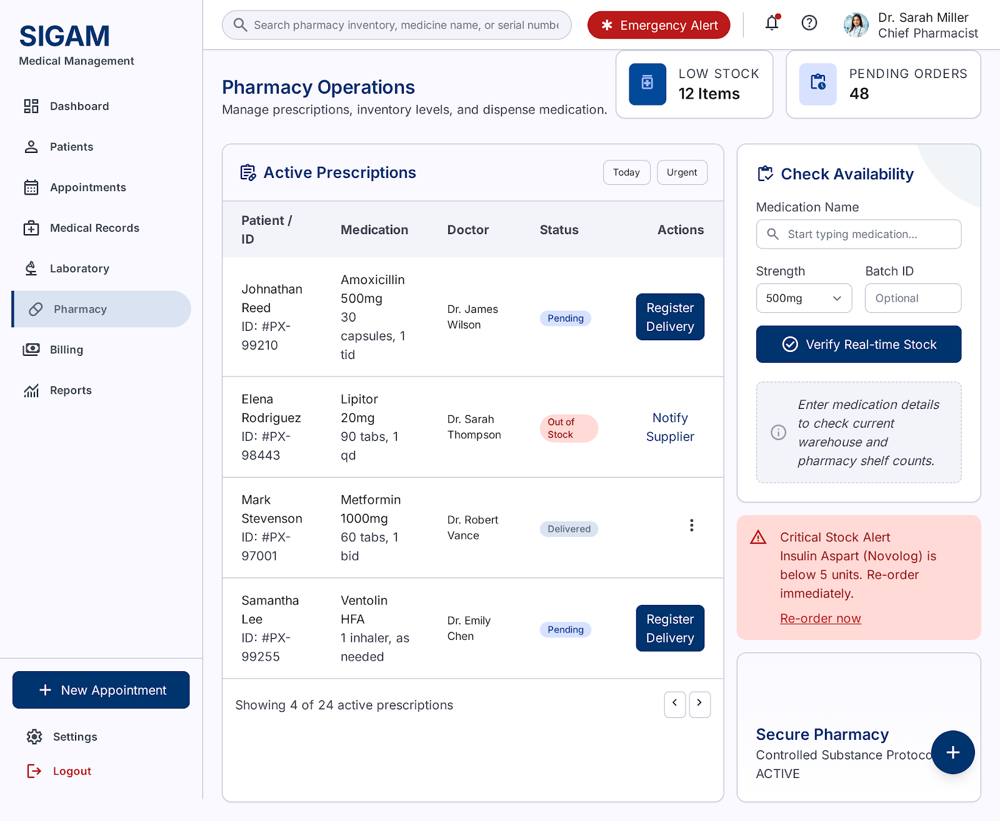 SIGAM
Medical Management
Dashboard
Patients
Appointments
Medical Records
Laboratory
Pharmacy
Billing
Reports
New Appointment
Settings
Logout
Search pharmacy inventory, medicine name, or serial numbe
Emergency Alert
Dr. Sarah Miller
Chief Pharmacist
Pharmacy Operations
Manage prescriptions, inventory levels, and dispense medication.
LOW STOCK
12 Items
PENDING ORDERS
48
Active Prescriptions
Today
Urgent
Patient /
ID
Medication
Doctor
Status
Actions
Johnathan
Reed
ID: #PX-
99210
Amoxicillin
500mg
30
capsules, 1
tid
Dr. James
Wilson
Pending
Register
Delivery
Elena
Rodriguez
ID: #PX-
98443
Lipitor
20mg
90 tabs, 1
qd
Dr. Sarah
Thompson
Out of
Stock
Notify
Supplier
Mark
Stevenson
ID: #PX-
97001
Metformin
1000mg
60 tabs, 1
bid
Dr. Robert
Vance
Delivered
Samantha
Lee
ID: #PX-
99255
Ventolin
HFA
1 inhaler, as
needed
Dr. Emily
Chen
Pending
Register
Delivery
Showing 4 of 24 active prescriptions
Check Availability
Medication Name
Start typing medication...
Strength
Batch ID
500mg
Optional
Verify Real-time Stock
Enter medication details
to check current
warehouse and
pharmacy shelf counts.
Critical Stock Alert
Insulin Aspart (Novolog) is
below 5 units. Re-order
immediately.
Re-order now
Secure Pharmacy
Controlled Substance Protoco
ACTIVE